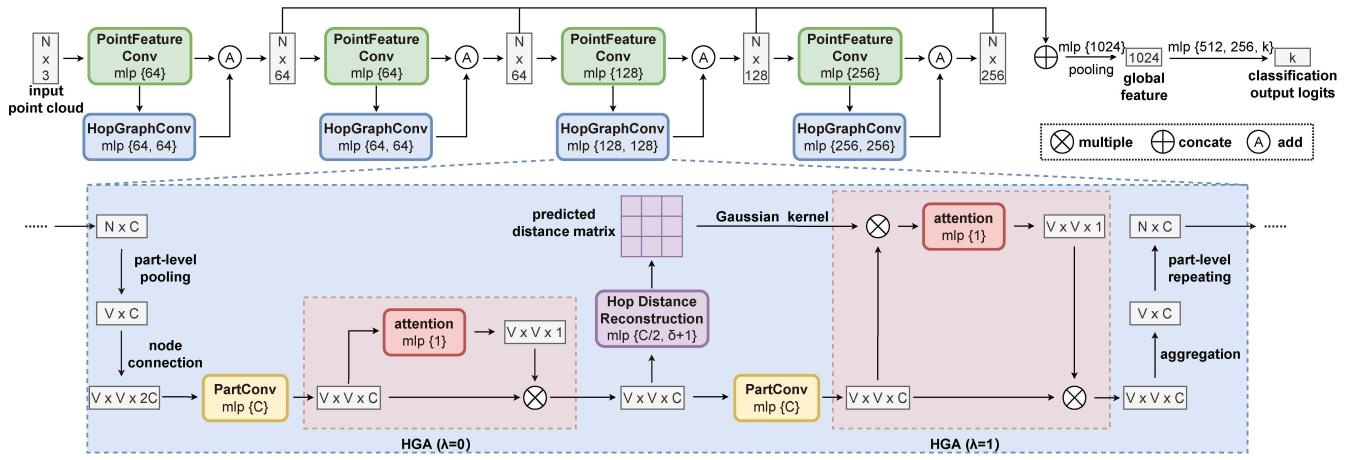 N
x
3
input
point cloud
PointFeature
Conv
mlp {64}
A
HopGraphConv
mlp {64, 64}
N
x
64
PointFeature
Conv
mlp {64}
A
HopGraphConv
mlp {64, 64}
N
x
64
PointFeature
Conv
mlp {128}
A
HopGraphConv
mlp {128, 128}
N
x
128
PointFeature
Conv
mlp {256}
A
HopGraphConv
mlp {256, 256}
N
x
256
mlp {1024}
pooling
1024
global
feature
mlp {512, 256, k}
k
classification
output logits
multiple
concate
A add
...... N x C
part-level
pooling
V x C
node
connection
V x V x 2C
PartConv
mlp {C}
V x V x C
attention
mlp {1}
V x V x 1
HGA (λ=0)
V x V x C
Hop Distance
Reconstruction
mlp {C/2, δ+1}
predicted
distance matrix
Gaussian kernel
PartConv
mlp {C}
V x V x C
attention
mlp {1}
V x V x 1
HGA (λ=1)
V x V x C
aggregation
V x C
part-level
repeating
N x C ......